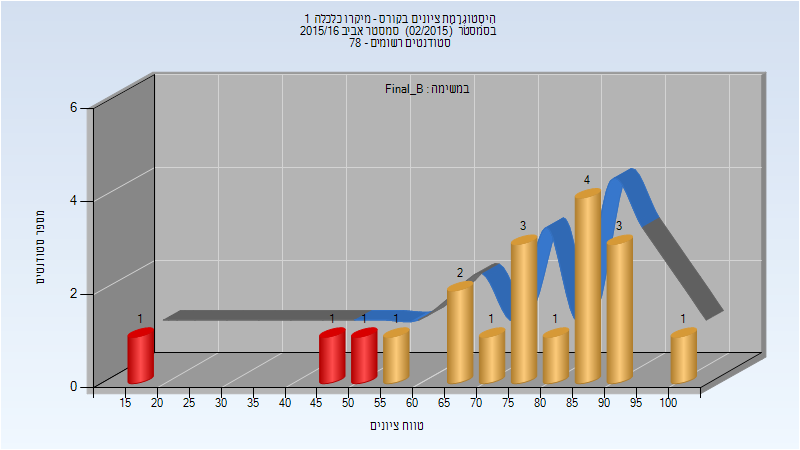 הִיסְטוֹגְרָמַת ציונים בקורס - מיקרו כלכלה 1
בסמסטר (02/2015) סמסטר אביב 2015/16
סטודנטים רשומים - 78
במשימה : Final_B
מספר סטודנטים
6
4
2
0
1
1
1
1
2
1
3
1
4
3
1
15 20 25 30 35 40 45 50 55 60 65 70 75 80 85 90 95 100
טווח ציונים